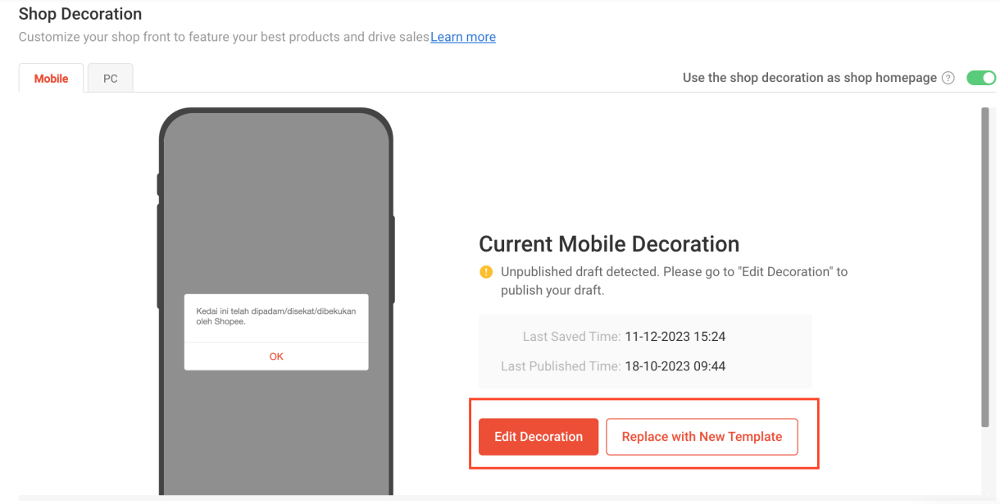 Shop Decoration
Customize your shop front to feature your best products and drive salesLearn more
Mobile
PC
Use the shop decoration as shop homepage ?
Kedai ini telah dipadam/disekat/dibekukan
oleh Shopee.
OK
Current Mobile Decoration
Unpublished draft detected. Please go to "Edit Decoration" to
publish your draft.
Last Saved Time: 11-12-2023 15:24
Last Published Time: 18-10-2023 09:44
Edit Decoration
Replace with New Template